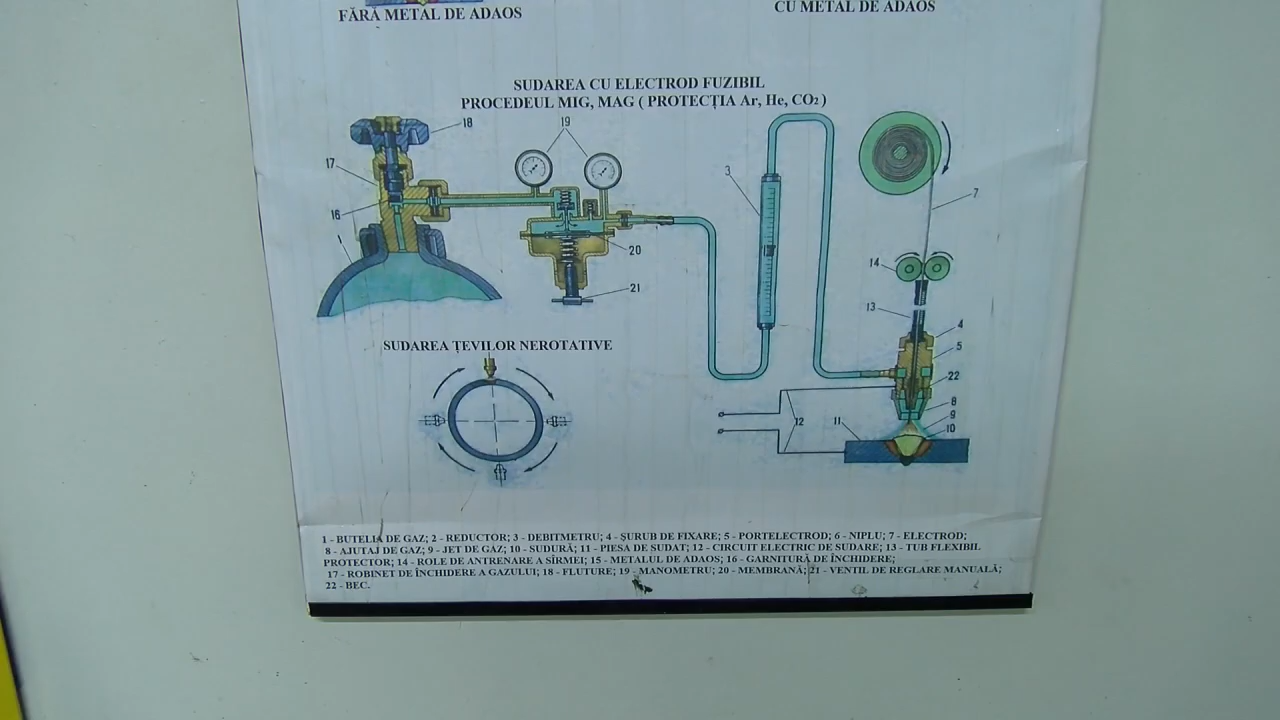 FĂRĂ METAL DE ADAOS
CU METAL DE ADAOS
SUDAREA CU ELECTROD FUZIBIL
PROCEDEUL MIG, MAG ( PROTECȚIA Ar, He, CO2 )
18
19
17
16
3
7
20
21
14
13
4
5
22
8
9
10
11
12
SUDAREA ȚEVILOR NEROTATIVE
1 - BUTELIA DE GAZ; 2 - REDUCTOR; 3 - DEBITMETRU; 4 - ȘURUB DE FIXARE; 5 - PORTELECTROD; 6 - NIPLU; 7 - ELECTROD;
8 - AJUTAJ DE GAZ; 9 - JET DE GAZ; 10 - SUDURĂ; 11 - PIESA DE SUDAT; 12 - CIRCUIT ELECTRIC DE SUDARE; 13 - TUB FLEXIBIL
PROTECTOR; 14 - ROLE DE ANTRENARE A SÎRMEI; 15 - METALUL DE ADAOS; 16 - GARNITURĂ DE ÎNCHIDERE;
17 - ROBINET DE ÎNCHIDERE A GAZULUI; 18 - FLUTURE; 19 - MANOMETRU; 20 - MEMBRANĂ; 21 - VENTIL DE REGLARE MANUALĂ;
22 - BEC.